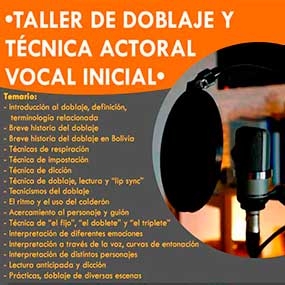 •TALLER DE DOBLAJE Y
TÉCNICA ACTORAL
VOCAL INICIAL•
Temario:
- Introducción al doblaje, definición,
terminología relacionada
- Breve historia del doblaje
- Breve historia del doblaje en Bolivia
- Técnicas de respiración
- Técnica de impostación
- Técnica de dicción
- Técnica de doblaje, lectura y "lip sync"
- Tecnicismos del doblaje
- El ritmo y el uso del calderón
- Acercamiento al personaje y guión
- Técnica de "el fijo", "el doblete" y "el triplete"
- Interpretación de diferentes emociones
- Interpretación a través de la voz, curvas de entonación
- Interpretación de distintos personajes
- Lectura anticipada y dicción
- Prácticas, doblaje de diversas escenas